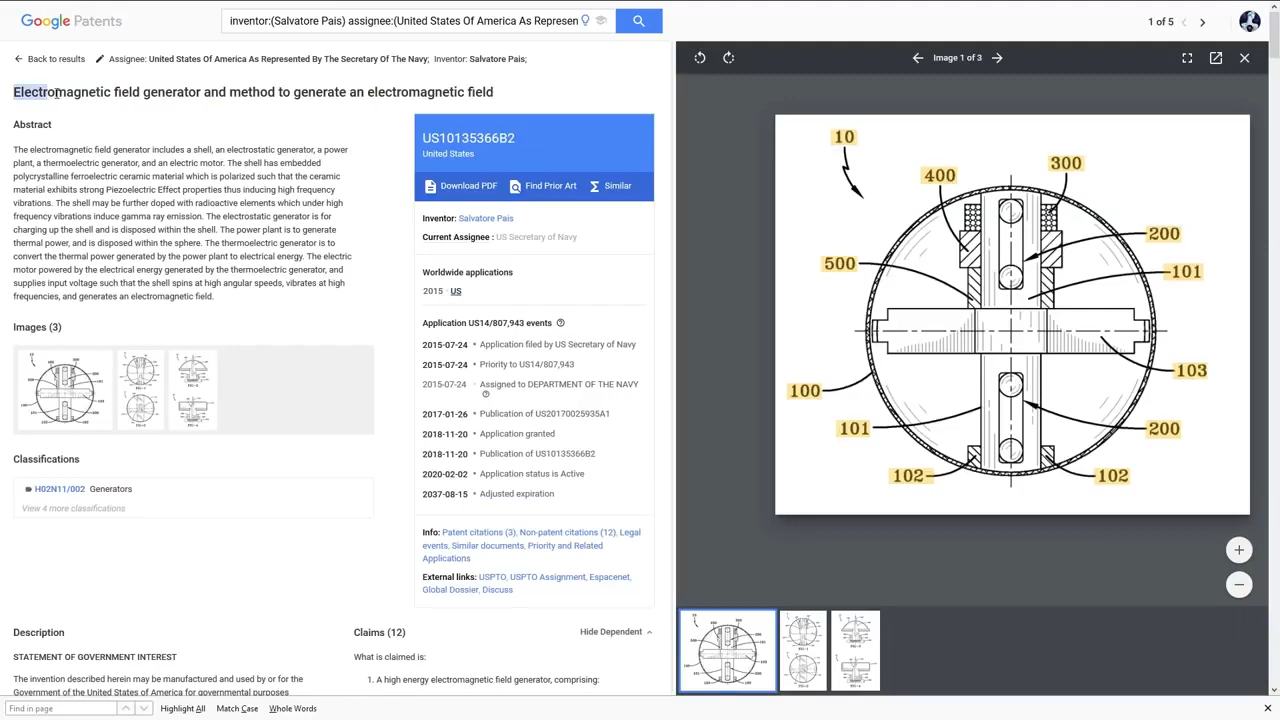 Google Patents
inventor:(Salvatore Pais) assignee:(United States Of America As Represen
1 of 5
Back to results
Assignee: United States Of America As Represented By The Secretary Of The Navy; Inventor: Salvatore Pais;
Electromagnetic field generator and method to generate an electromagnetic field
Abstract
The electromagnetic field generator includes a shell, an electrostatic generator, a power
plant, a thermoelectric generator, and an electric motor. The shell has embedded
polycrystalline ferroelectric ceramic material which is polarized such that the ceramic
material exhibits strong Piezoelectric Effect properties thus inducing high frequency
vibrations. The shell may be further doped with radioactive elements which under high
frequency vibrations induce gamma ray emission. The electrostatic generator is for
charging up the shell and is disposed within the shell. The power plant is to generate
thermal power, and is disposed within the sphere. The thermoelectric generator is to
convert the thermal power generated by the power plant to electrical energy. The electric
motor powered by the electrical energy generated by the thermoelectric generator, and
supplies input voltage such that the shell spins at high angular speeds, vibrates at high
frequencies, and generates an electromagnetic field.
Images (3)
Classifications
H02N11/002 Generators
View 4 more classifications
US10135366B2
United States
Download PDF
Find Prior Art
Similar
Inventor: Salvatore Pais
Current Assignee : US Secretary of Navy
Worldwide applications
2015 · US
Application US14/807,943 events
2015-07-24 • Application filed by US Secretary of Navy
2015-07-24 • Priority to US14/807,943
2015-07-24 • Assigned to DEPARTMENT OF THE NAVY
2017-01-26 • Publication of US20170025935A1
2018-11-20 • Application granted
2018-11-20 • Publication of US10135366B2
2020-02-02 • Application status is Active
2037-08-15 • Adjusted expiration
Info: Patent citations (3), Non-patent citations (12), Legal
events, Similar documents, Priority and Related
Applications
External links: USPTO, USPTO Assignment, Espacenet,
Global Dossier, Discuss
Description
STATEMENT OF GOVERNMENT INTEREST
The invention described herein may be manufactured and used by or for the
Government of the United States of America for governmental purposes
Claims (12)
Hide Dependent
What is claimed is:
1. A high energy electromagnetic field generator, comprising:
Image 1 of 3
10
400
300
200
500
101
103
100
101
200
102
102
Find in page
Highlight All
Match Case
Whole Words